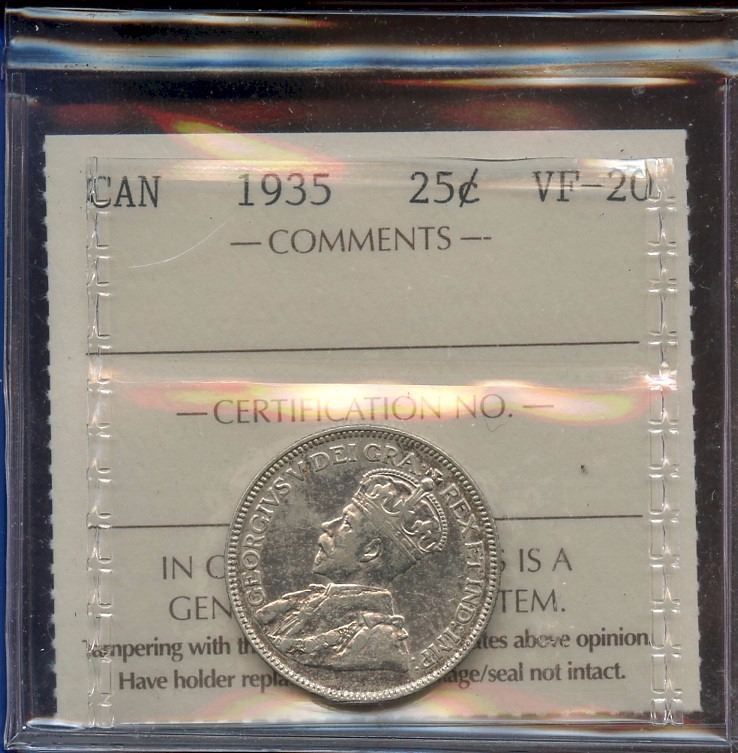 CAN 1935 25¢ VF-20
— COMMENTS —
— CERTIFICATION NO. —
GEORGIVS V DEI GRA: REX ET IND: IMP:
IN S IS A
GEN TEM.
Tampering with th tes above opinion.
Have holder repla age/seal not intact.